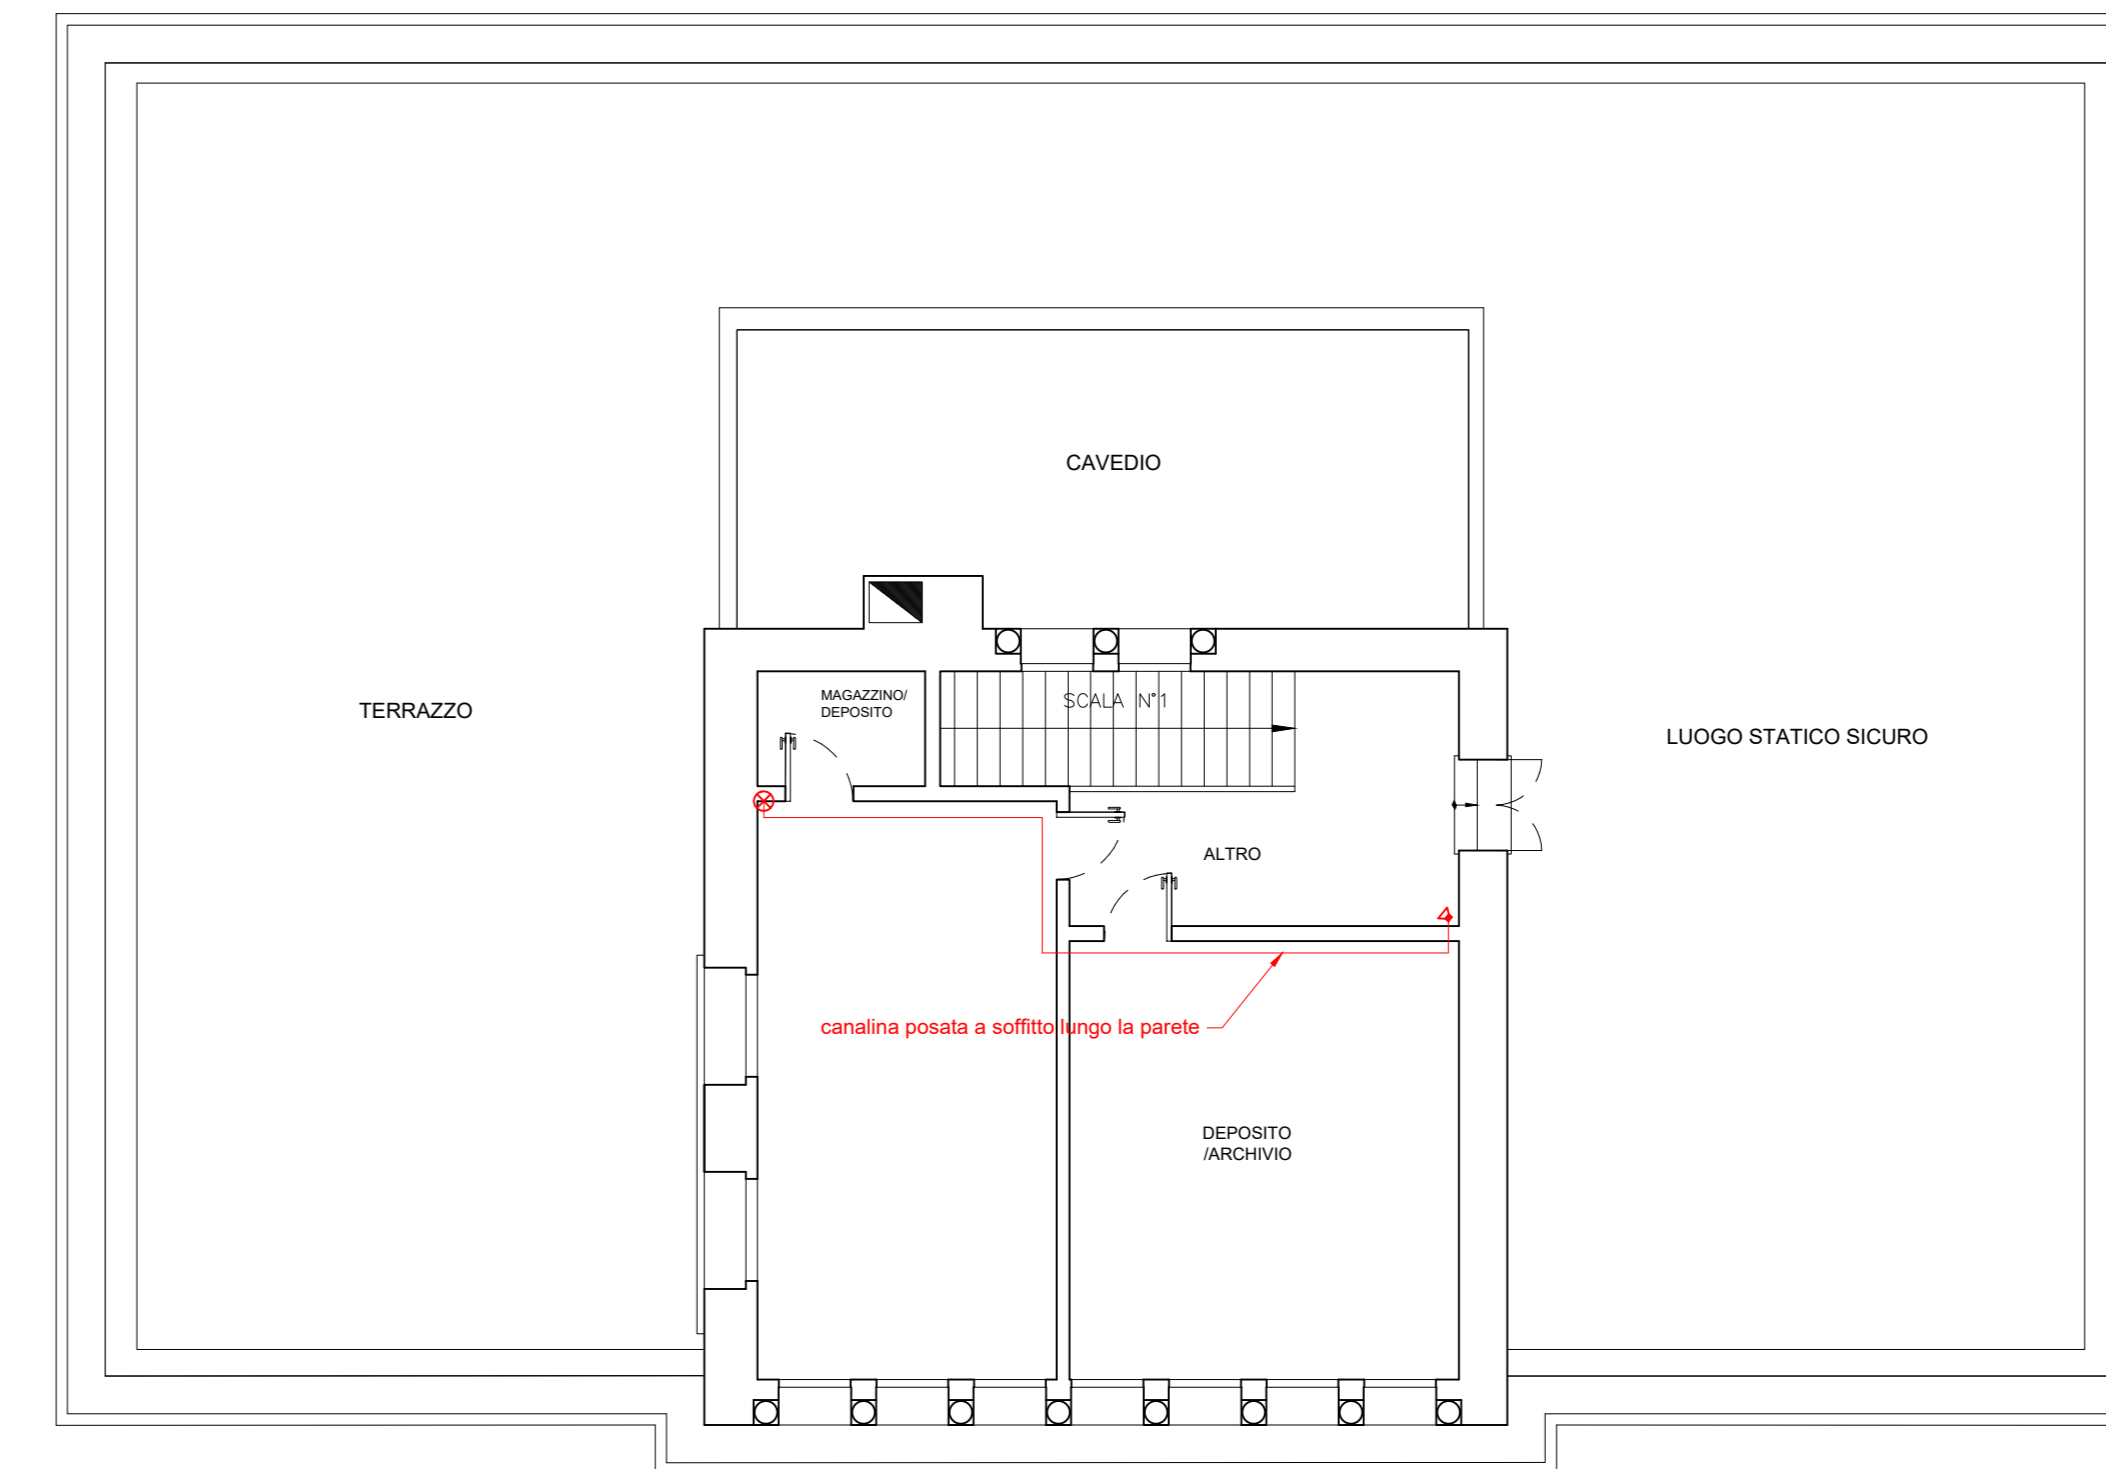 CAVEDIO
MAGAZZINO/
DEPOSITO
SCALA N°1
TERRAZZO
LUOGO STATICO SICURO
ALTRO
canalina posata a soffitto lungo la parete
DEPOSITO
/ARCHIVIO